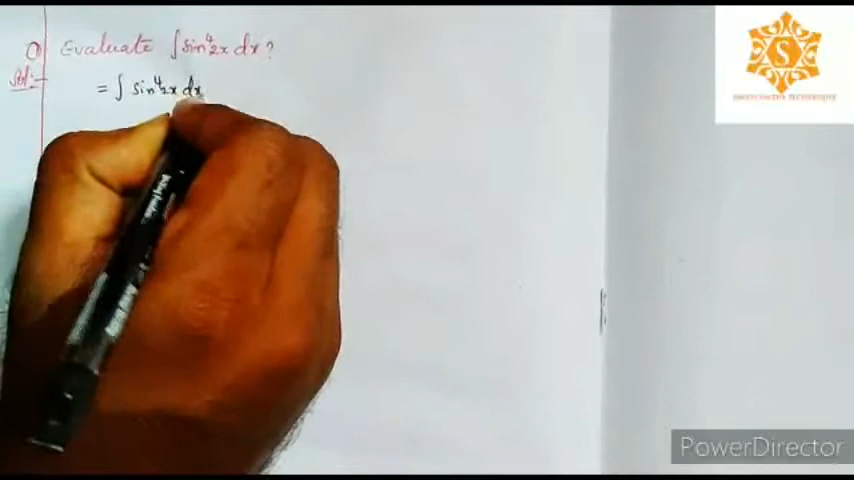 Q Evaluate ∫sin⁴2x dx?
Sol:- = ∫ sin⁴2x dx
S
PowerDirector